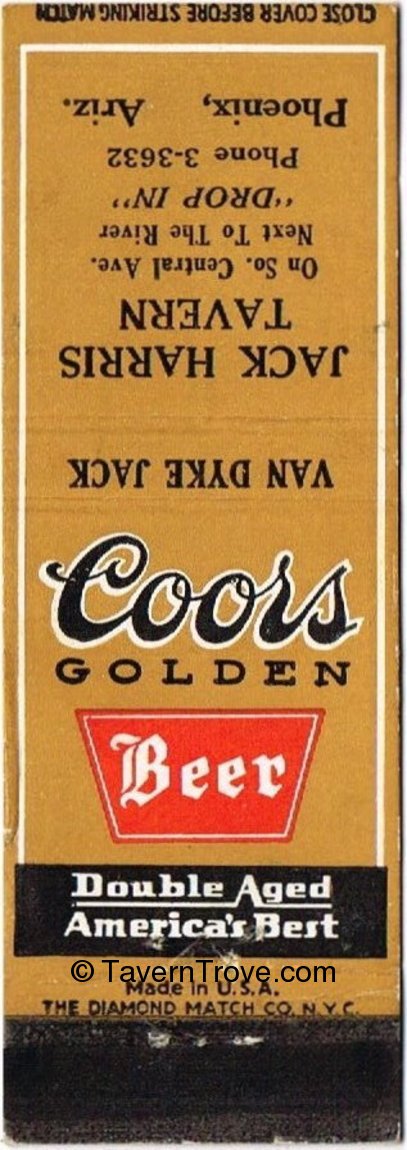 CLOSE COVER BEFORE STRIKING MATCH
VAN DYKE JACK
JACK HARRIS
TAVERN
On So. Central Ave.
Next To The River
"DROP IN"
Phone 3-3632
Phoenix, Ariz.
Coors
GOLDEN
Beer
Double Aged
America's Best
© TavernTrove.com
Made in U.S.A.
THE DIAMOND MATCH CO. N.Y.C.